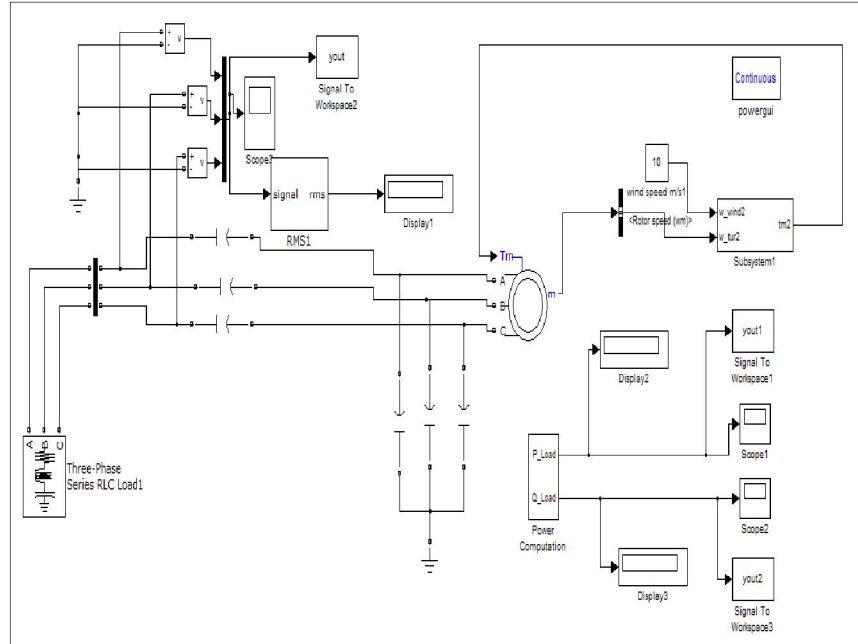 +
-
v
+
-
v
+
-
v
yout
Signal To
Workspace2
signal
rms
RMS1
Display1
Continuous
powergui
10
wind speed m/s1
<Rotor speed (wm)>
w_wind2
w_tur2
tm2
Subsystem1
Tm
A
B
C
m
A
B
C
Three-Phase
Series RLC Load1
Display2
yout1
Signal To
Workspace1
Scope1
P_Load
Q_Load
Power
Computation
Scope2
Display3
yout2
Signal To
Workspace3